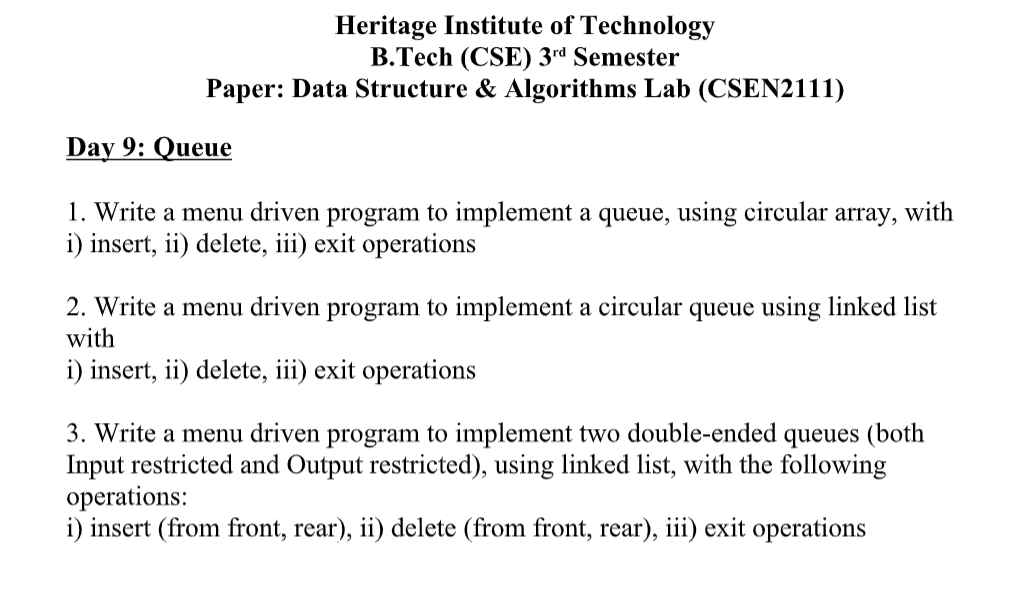 Heritage Institute of Technology
B.Tech (CSE) 3rd Semester
Paper: Data Structure & Algorithms Lab (CSEN2111)
Day 9: Queue
1. Write a menu driven program to implement a queue, using circular array, with
i) insert, ii) delete, iii) exit operations
2. Write a menu driven program to implement a circular queue using linked list
with
i) insert, ii) delete, iii) exit operations
3. Write a menu driven program to implement two double-ended queues (both
Input restricted and Output restricted), using linked list, with the following
operations:
i) insert (from front, rear), ii) delete (from front, rear), iii) exit operations